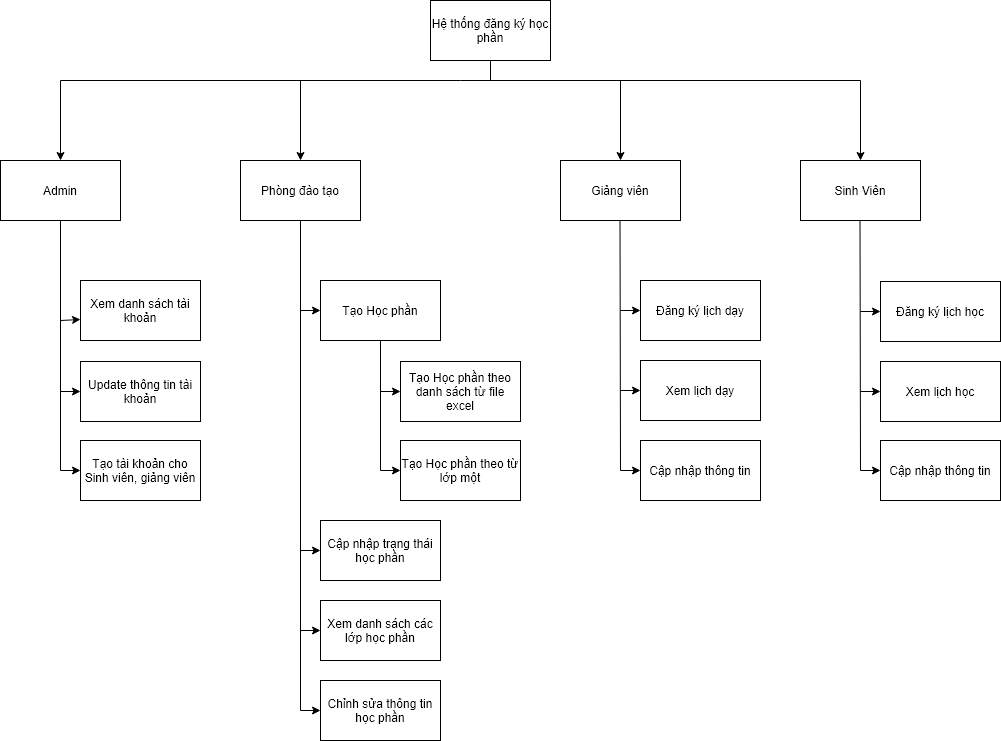 Hệ thống đăng ký học
phần
Admin
Phòng đảo tạo
Giảng viên
Sinh Viên
Xem danh sách tải
khoản
Update thông tin tải
khoản
Tạo tải khoản cho
Sinh viên, giảng viên
Tạo Học phần
Tạo Học phần theo
danh sách từ file
excel
Tạo Học phần theo từ
lớp một
Cập nhập trạng thái
học phần
Xem danh sách các
lớp học phần
Chỉnh sửa thông tin
học phần
Đăng ký lịch dạy
Xem lịch dạy
Cập nhập thông tin
Đăng ký lịch học
Xem lịch học
Cập nhập thông tin